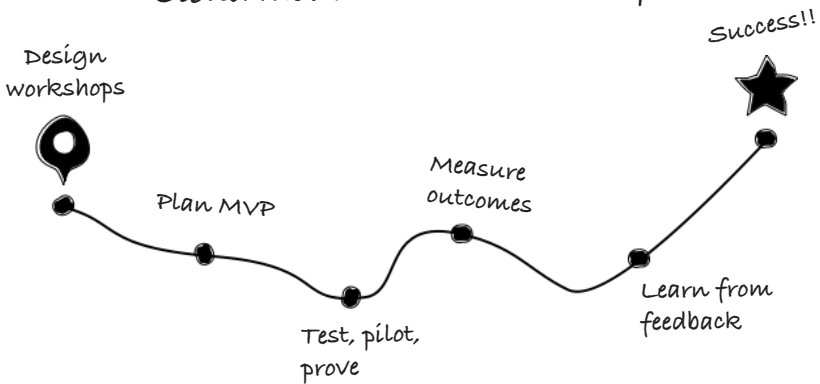 Success!!
Design
workshops
Measure
outcomes
Plan MVP
Learn from
feedback
Test, pilot,
prove